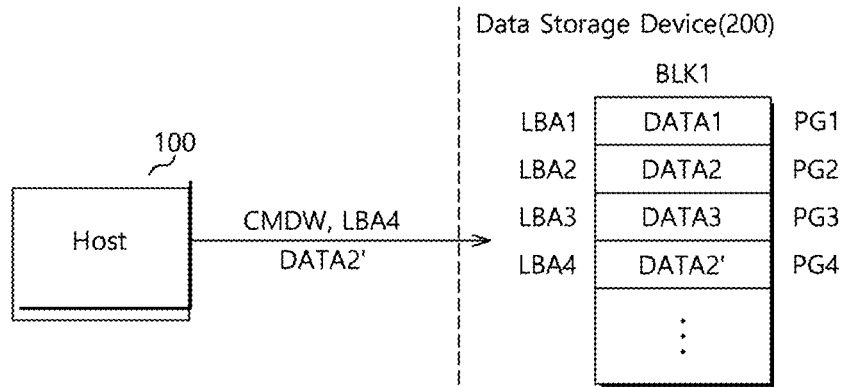 Data Storage Device(200)
BLK1
LBA1 DATA1 PG1
100
LBA2 DATA2 PG2
CMDW, LBA4
LBA3 DATA3 PG3
Host
DATA2'
LBA4 DATA2' PG4